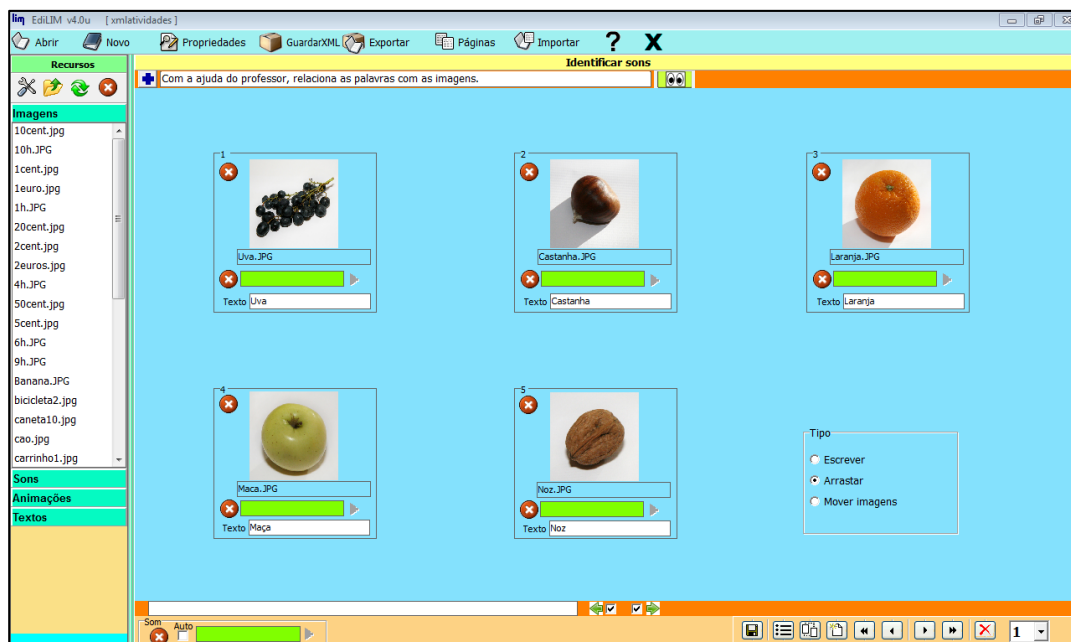 lim EdiLIM v4.0u [ xmlatividades ]
Abrir Novo Propriedades GuardarXML Exportar Páginas Importar ? X
Recursos
Identificar sons
Com a ajuda do professor, relaciona as palavras com as imagens.
Imagens
10cent.jpg
10h.JPG
1cent.jpg
1euro.jpg
1h.JPG
20cent.jpg
2cent.jpg
2euros.jpg
4h.JPG
50cent.jpg
5cent.jpg
6h.JPG
9h.JPG
Banana.JPG
bicicleta2.jpg
caneta10.jpg
cao.jpg
carrinho1.jpg
Sons
Animações
Textos
1
Uva.JPG
Texto Uva
2
Castanha.JPG
Texto Castanha
3
Laranja.JPG
Texto Laranja
4
Maca.JPG
Texto Maça
5
Noz.JPG
Texto Noz
Tipo
Escrever
Arrastar
Mover imagens
Som
Auto
1